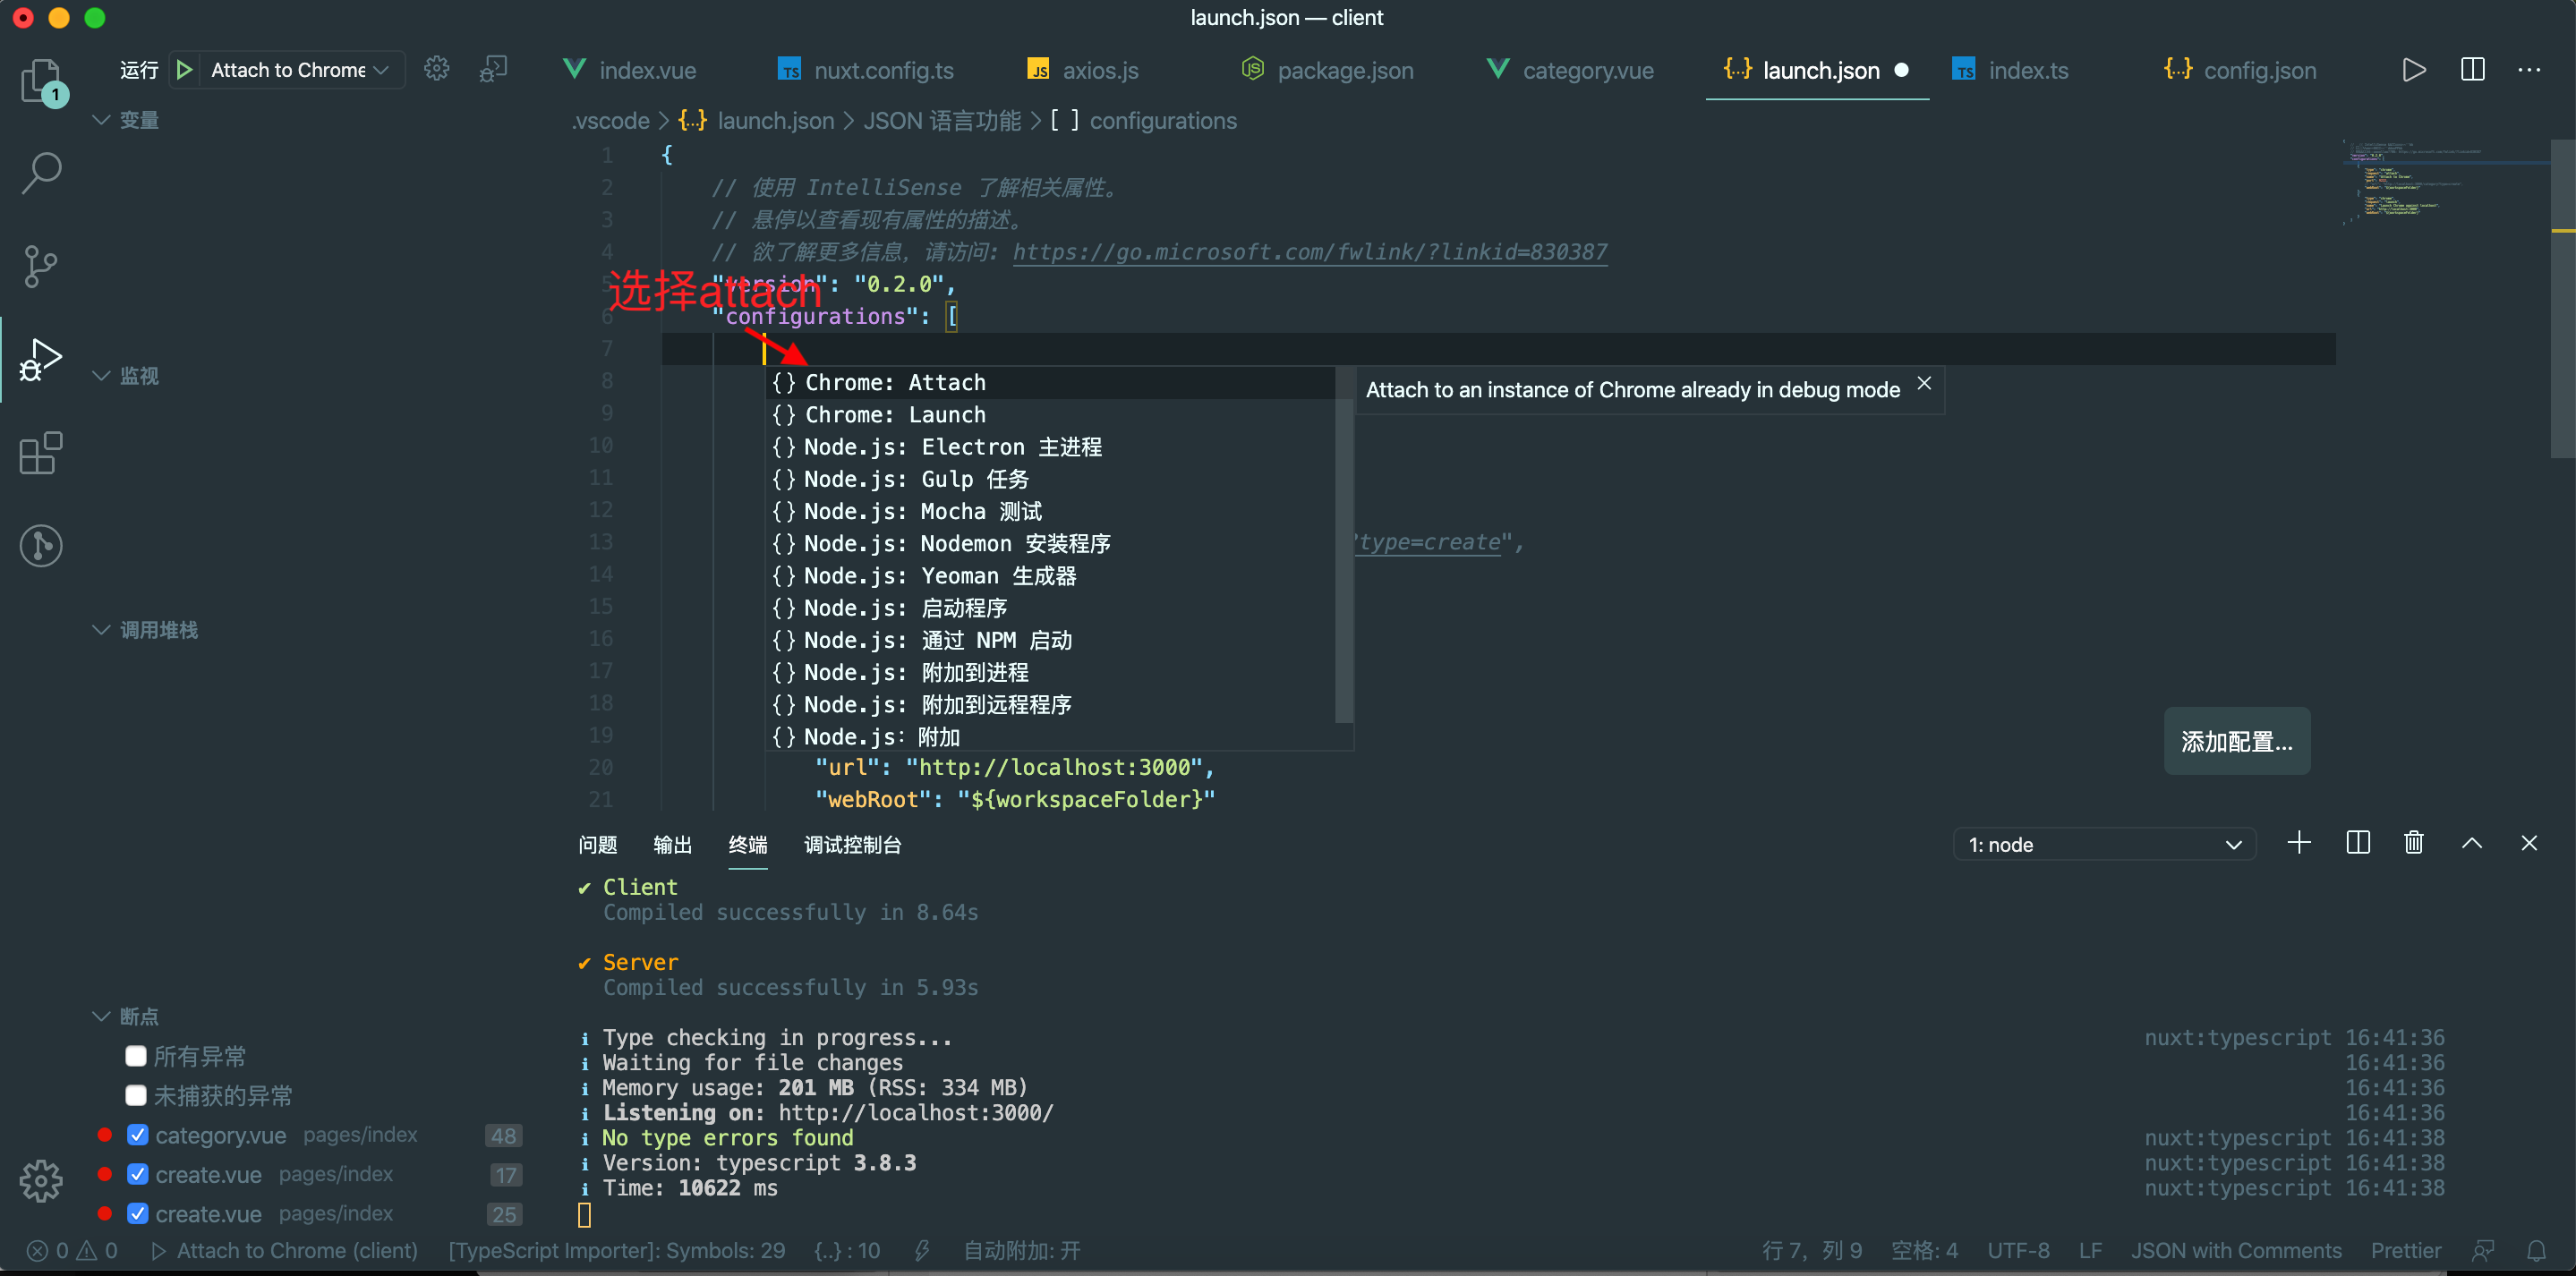 launch.json — client
运行 Attach to Chrome
index.vue nuxt.config.ts axios.js package.json category.vue launch.json index.ts config.json
1
变量
监视
调用堆栈
断点
所有异常
未捕获的异常
category.vue pages/index 48
create.vue pages/index 17
create.vue pages/index 25
.vscode > {..} launch.json > JSON 语言功能 > [ ] configurations
1 {
2 // 使用 IntelliSense 了解相关属性。
3 // 悬停以查看现有属性的描述。
4 // 欲了解更多信息，请访问: https://go.microsoft.com/fwlink/?linkid=830387
5 "version": "0.2.0",
选择attach
6 "configurations": [
7
8 {} Chrome: Attach
Attach to an instance of Chrome already in debug mode
9 {} Chrome: Launch
10 {} Node.js: Electron 主进程
11 {} Node.js: Gulp 任务
12 {} Node.js: Mocha 测试
13 {} Node.js: Nodemon 安装程序 ?type=create",
14 {} Node.js: Yeoman 生成器
15 {} Node.js: 启动程序
16 {} Node.js: 通过 NPM 启动
17 {} Node.js: 附加到进程
18 {} Node.js: 附加到远程程序
19 {} Node.js: 附加
20 "url": "http://localhost:3000",
21 "webRoot": "${workspaceFolder}"
添加配置...
问题 输出 终端 调试控制台 1: node
✔ Client
Compiled successfully in 8.64s
✔ Server
Compiled successfully in 5.93s
ℹ Type checking in progress... nuxt:typescript 16:41:36
ℹ Waiting for file changes 16:41:36
ℹ Memory usage: 201 MB (RSS: 334 MB) 16:41:36
ℹ Listening on: http://localhost:3000/ 16:41:36
ℹ No type errors found nuxt:typescript 16:41:38
ℹ Version: typescript 3.8.3 nuxt:typescript 16:41:38
ℹ Time: 10622 ms nuxt:typescript 16:41:38
0 0 Attach to Chrome (client) [TypeScript Importer]: Symbols: 29 {..} : 10 自动附加: 开 行 7，列 9 空格: 4 UTF-8 LF JSON with Comments Prettier